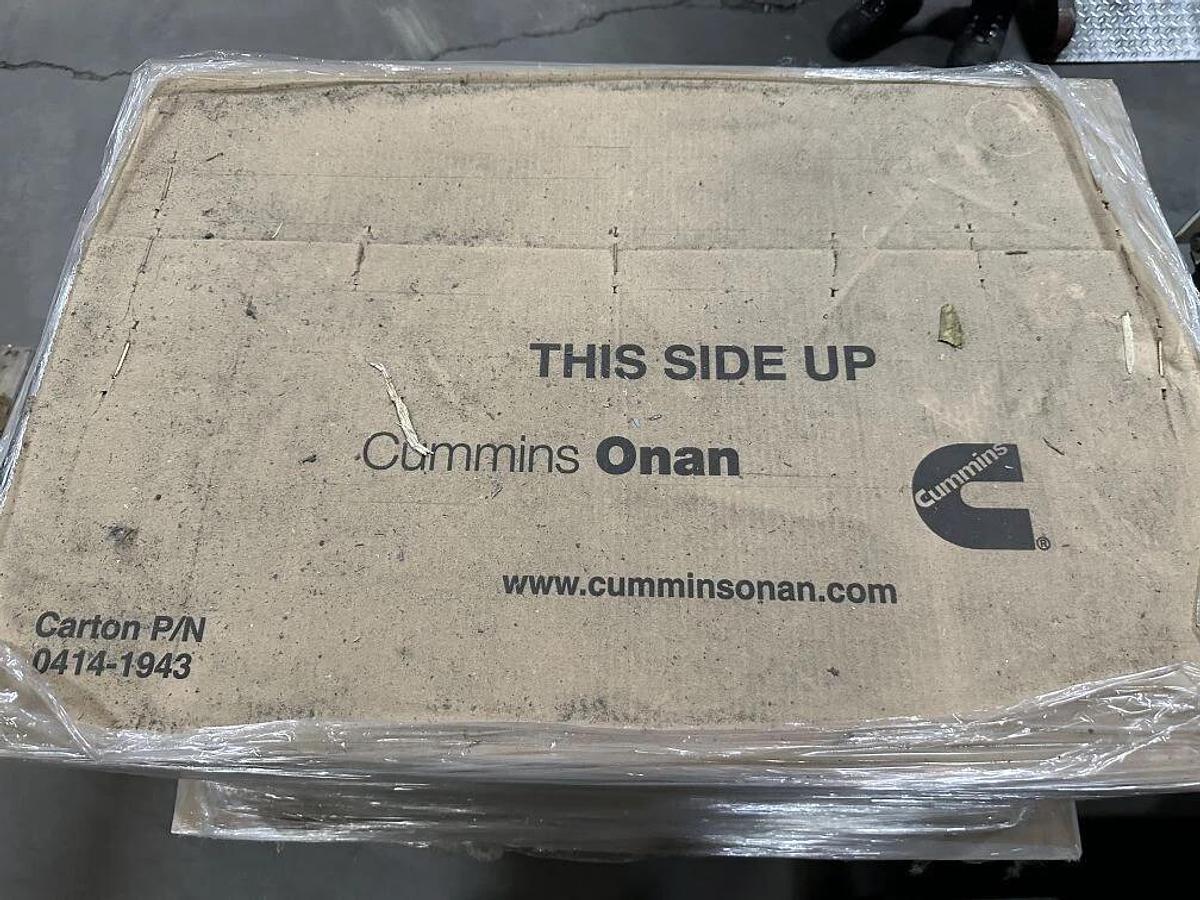 THIS SIDE UP
Cummins Onan
Cummins
®
www.cumminsonan.com
Carton P/N
0414-1943